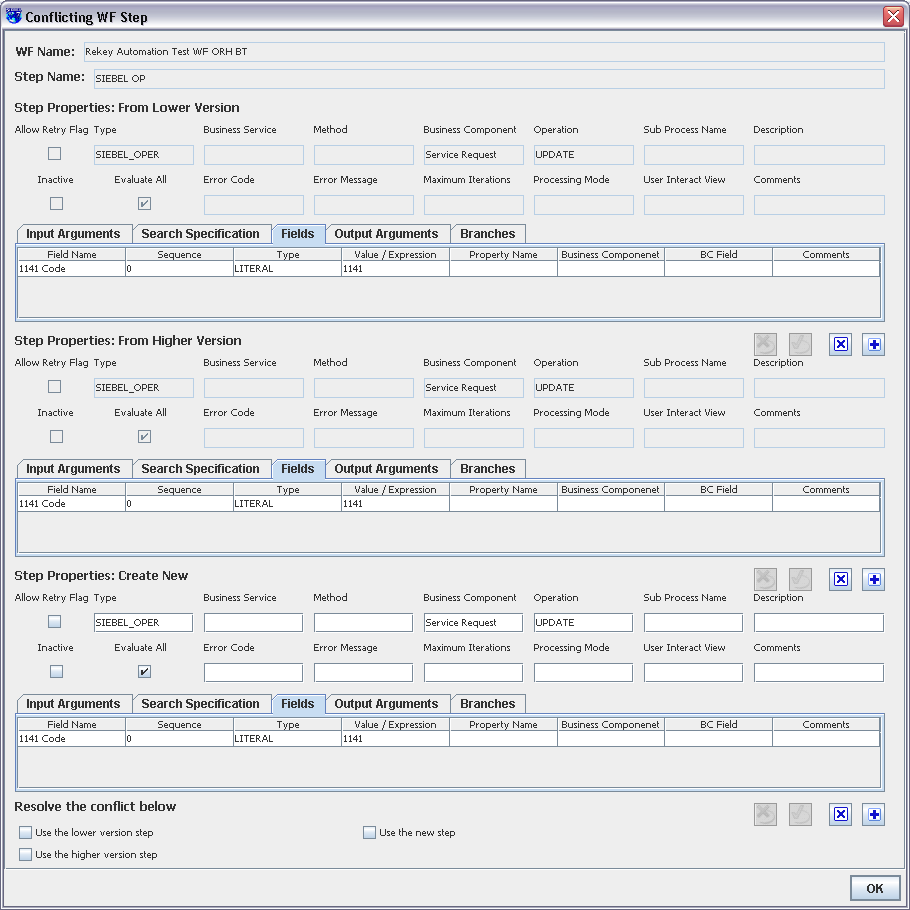 Conflicting WF Step
WF Name: Rekey Automation Test WF ORH BT
Step Name: SIEBEL OP
Step Properties: From Lower Version
Allow Retry Flag Type Business Service Method Business Component Operation Sub Process Name Description
SIEBEL_OPER Service Request UPDATE
Inactive Evaluate All Error Code Error Message Maximum Iterations Processing Mode User Interact View Comments
Input Arguments Search Specification Fields Output Arguments Branches
Field Name Sequence Type Value / Expression Property Name Business Componenet BC Field Comments
1141 Code 0 LITERAL 1141
Step Properties: From Higher Version
Allow Retry Flag Type Business Service Method Business Component Operation Sub Process Name Description
SIEBEL_OPER Service Request UPDATE
Inactive Evaluate All Error Code Error Message Maximum Iterations Processing Mode User Interact View Comments
Input Arguments Search Specification Fields Output Arguments Branches
Field Name Sequence Type Value / Expression Property Name Business Componenet BC Field Comments
1141 Code 0 LITERAL 1141
Step Properties: Create New
Allow Retry Flag Type Business Service Method Business Component Operation Sub Process Name Description
SIEBEL_OPER Service Request UPDATE
Inactive Evaluate All Error Code Error Message Maximum Iterations Processing Mode User Interact View Comments
Input Arguments Search Specification Fields Output Arguments Branches
Field Name Sequence Type Value / Expression Property Name Business Componenet BC Field Comments
1141 Code 0 LITERAL 1141
Resolve the conflict below
Use the lower version step Use the new step
Use the higher version step
OK